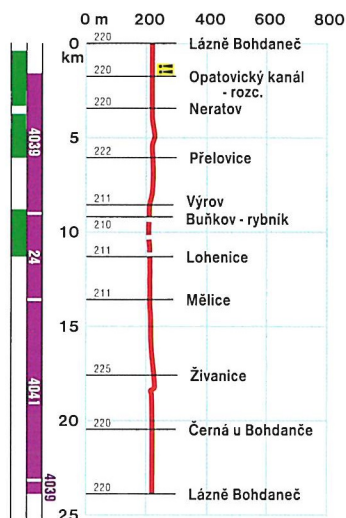 0 m 200 400 600 800
0
km
220 Lázně Bohdaneč
220 !! Opatovický kanál
- rozc.
220 Neratov
5
222 Přelovice
211 Výrov
210 Buňkov - rybník
10
211 Lohenice
211 Mělice
15
225 Živanice
20
220 Černá u Bohdanče
220 Lázně Bohdaneč
25
4039
24
4041
4039